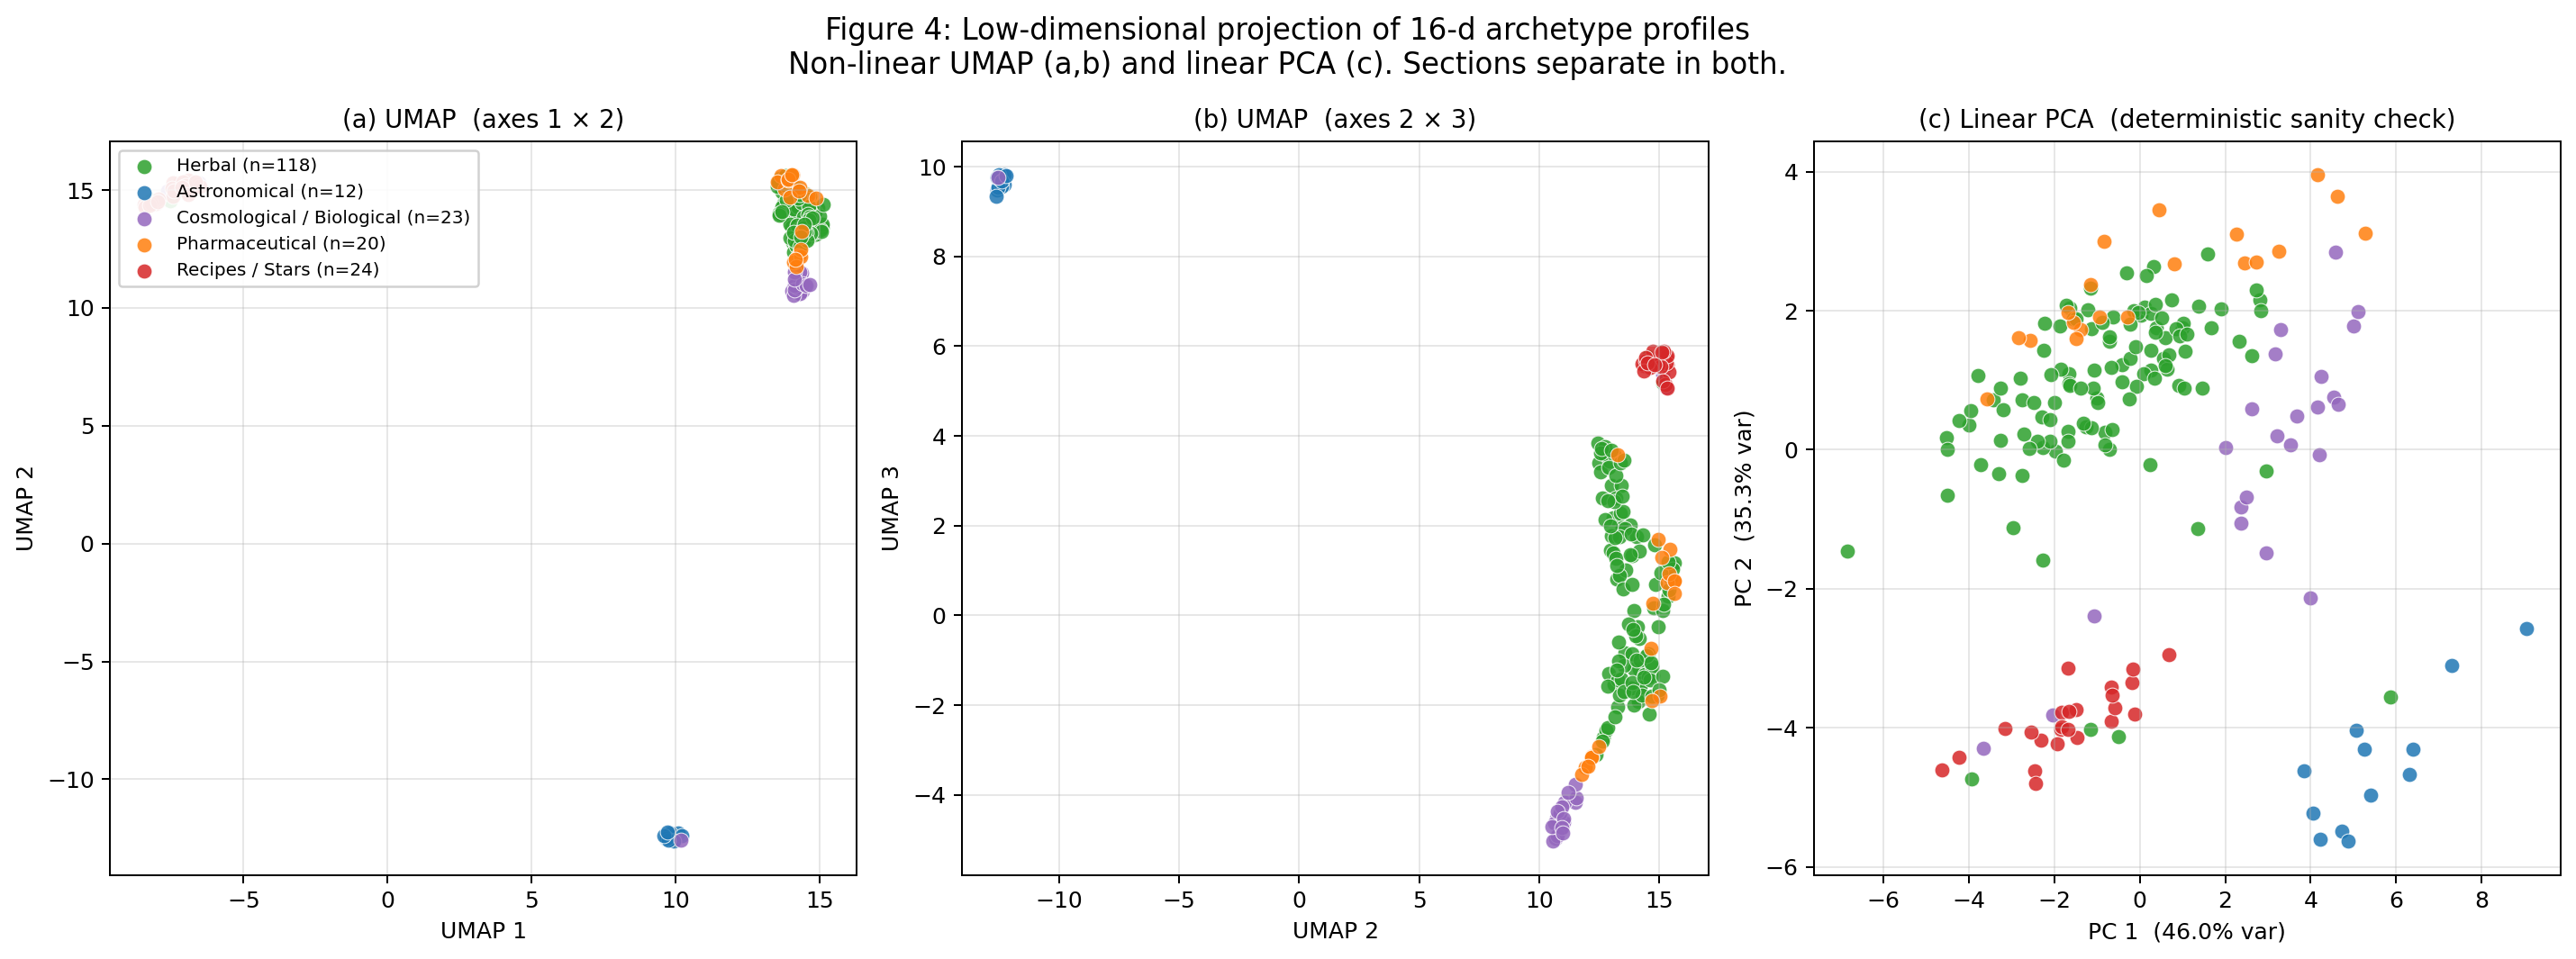 Figure 4: Low-dimensional projection of 16-d archetype profiles
Non-linear UMAP (a,b) and linear PCA (c). Sections separate in both.
(a) UMAP  (axes 1 × 2)
Herbal (n=118)
Astronomical (n=12)
Cosmological / Biological (n=23)
Pharmaceutical (n=20)
Recipes / Stars (n=24)
15
10
5
0
−5
−10
UMAP 2
−5 0 5 10 15
UMAP 1
(b) UMAP  (axes 2 × 3)
10
8
6
4
2
0
−2
−4
UMAP 3
−10 −5 0 5 10 15
UMAP 2
(c) Linear PCA  (deterministic sanity check)
4
2
0
−2
−4
−6
PC 2  (35.3% var)
−6 −4 −2 0 2 4 6 8
PC 1  (46.0% var)